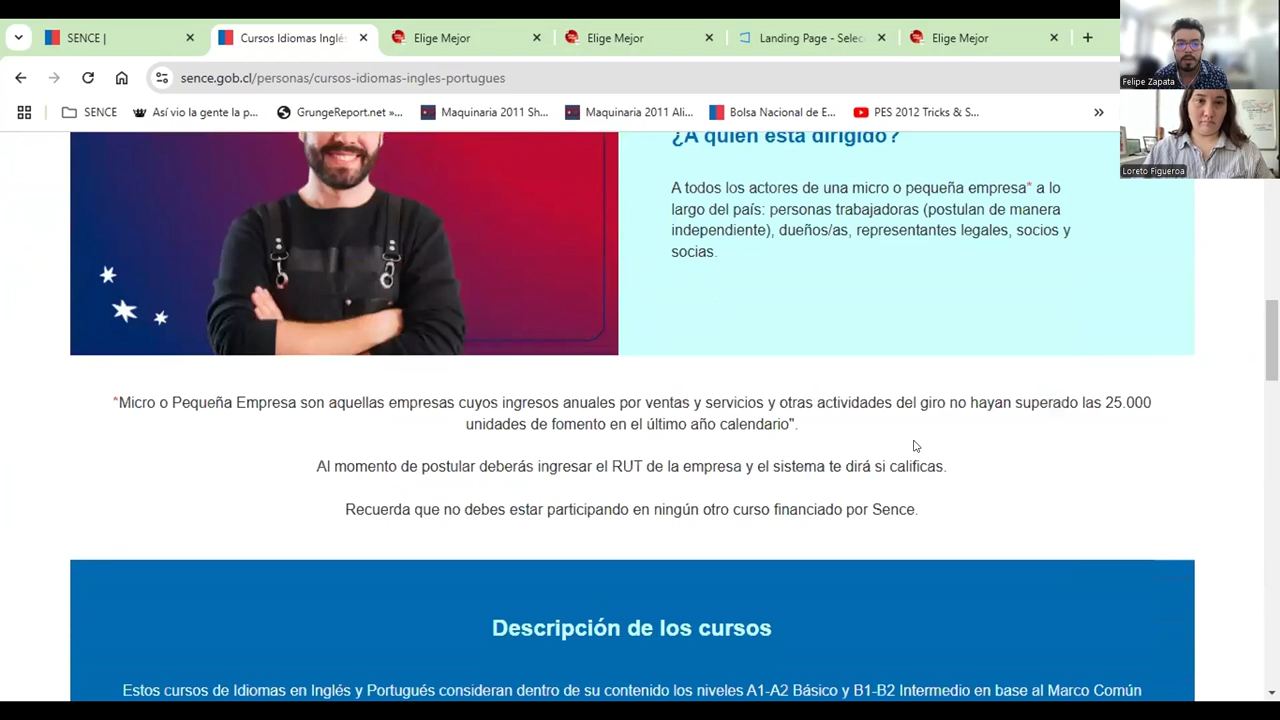 SENCE |
Cursos Idiomas Inglé
Elige Mejor
Elige Mejor
Landing Page - Selec
Elige Mejor
sence.gob.cl/personas/cursos-idiomas-ingles-portugues
SENCE
Así vio la gente la p...
GrungeReport.net »...
Maquinaria 2011 Sh...
Maquinaria 2011 Ali...
Bolsa Nacional de E...
PES 2012 Tricks & S...
»
Felipe Zapata
Loreto Figueroa
¿A quién está dirigido?
A todos los actores de una micro o pequeña empresa* a lo
largo del país: personas trabajadoras (postulan de manera
independiente), dueños/as, representantes legales, socios y
socias.
*Micro o Pequeña Empresa son aquellas empresas cuyos ingresos anuales por ventas y servicios y otras actividades del giro no hayan superado las 25.000
unidades de fomento en el último año calendario".
Al momento de postular deberás ingresar el RUT de la empresa y el sistema te dirá si calificas.
Recuerda que no debes estar participando en ningún otro curso financiado por Sence.
Descripción de los cursos
Estos cursos de Idiomas en Inglés y Portugués consideran dentro de su contenido los niveles A1-A2 Básico y B1-B2 Intermedio en base al Marco Común